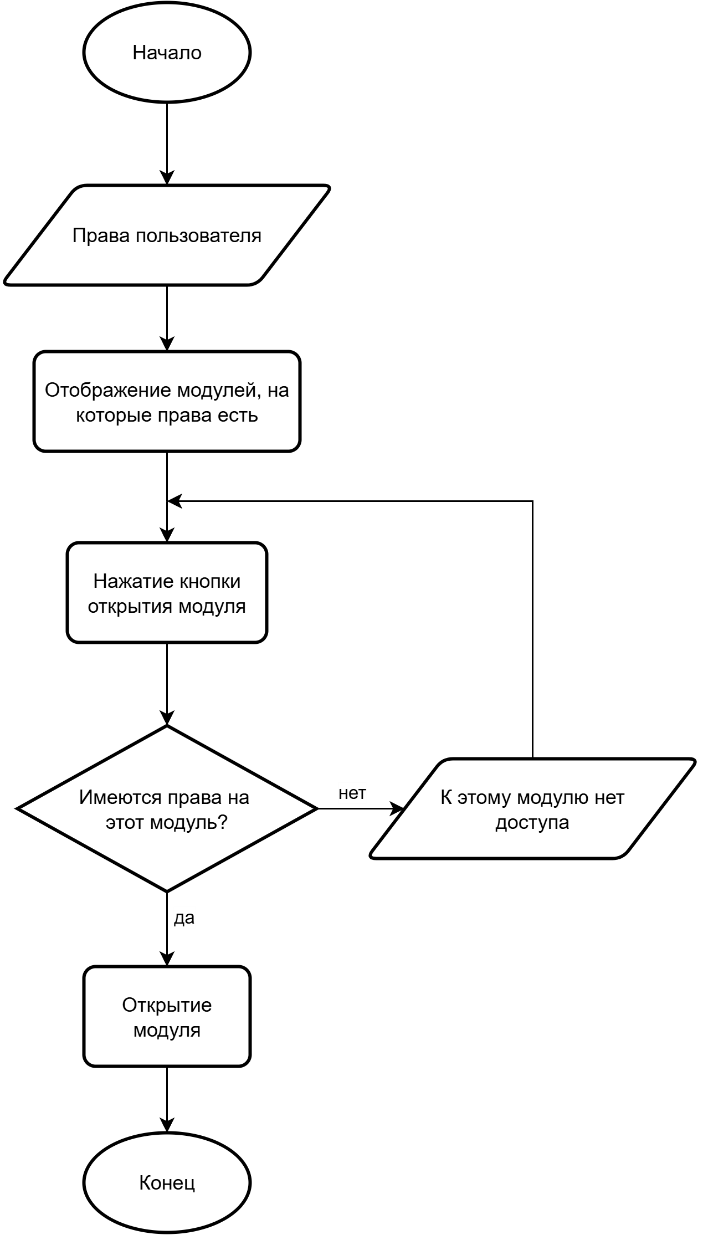 Начало
Права пользователя
Отображение модулей, на
которые права есть
Нажатие кнопки
открытия модуля
Имеются права на
этот модуль?
нет
К этому модулю нет
доступа
да
Открытие
модуля
Конец